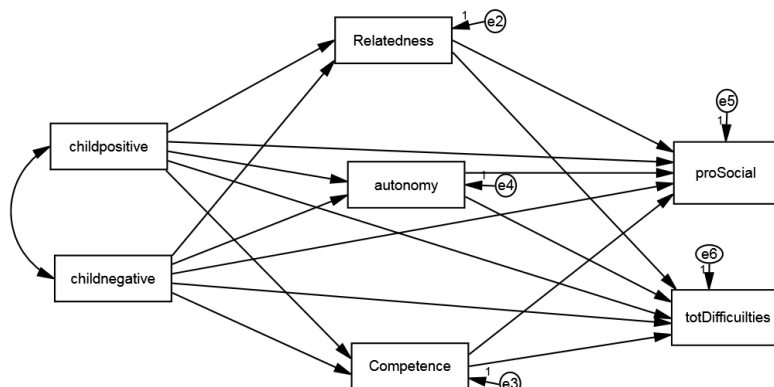 1
e2
Relatedness
e5
1
childpositive
proSocial
autonomy
1
e4
e6
1
childnegative
totDifficuilties
Competence
1
e3